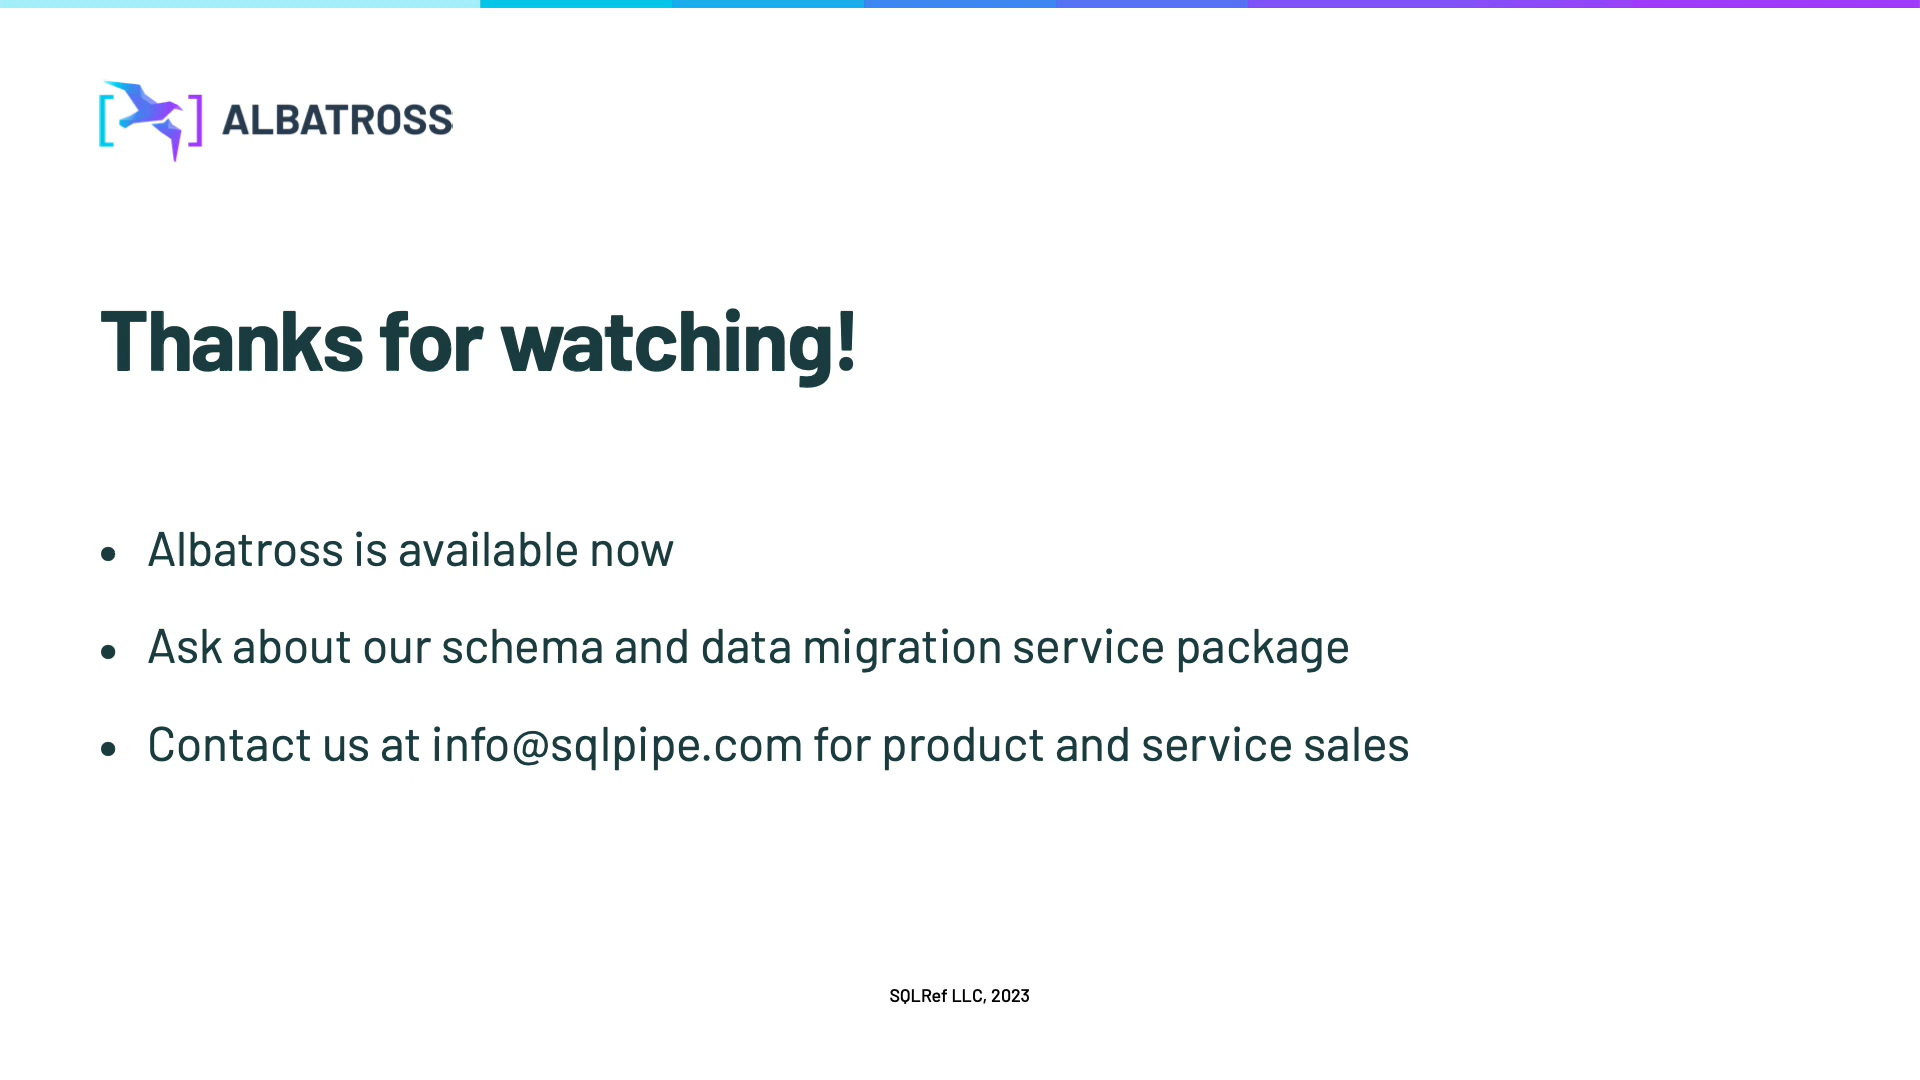 ALBATROSS
Thanks for watching!
• Albatross is available now
• Ask about our schema and data migration service package
• Contact us at info@sqlpipe.com for product and service sales
SQLRef LLC, 2023